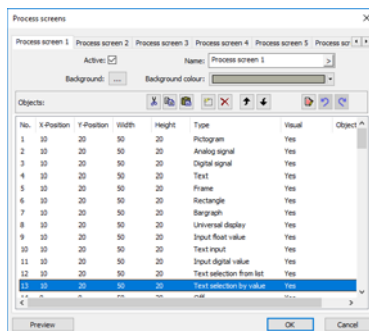 Process screens
Process screen 1 Process screen 2 Process screen 3 Process screen 4 Process screen 5 Process scr
Active: Name: Process screen 1 >
Background: ... Background colour:
Objects:
No. X-Position Y-Position Width Height Type Visual Object
1 10 20 50 20 Pictogram Yes
2 10 20 50 20 Analog signal Yes
3 10 20 50 20 Digital signal Yes
4 10 20 50 20 Text Yes
5 10 20 50 20 Frame Yes
6 10 20 50 20 Rectangle Yes
7 10 20 50 20 Bargraph Yes
8 10 20 50 20 Universal display Yes
9 10 20 50 20 Input float value Yes
10 10 20 50 20 Text input Yes
11 10 20 50 20 Input digital value Yes
12 10 20 50 20 Text selection from list Yes
13 10 20 50 20 Text selection by value Yes
Preview OK Cancel